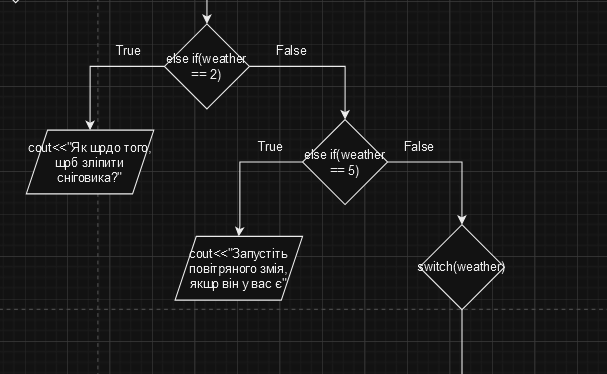 True
else if(weather
== 2)
False
cout<<"Як щодо того,
щоб зліпити
сніговика?"
True
else if(weather
== 5)
False
cout<<"Запустіть
повітряного змія,
якщо він у вас є"
switch(weather)